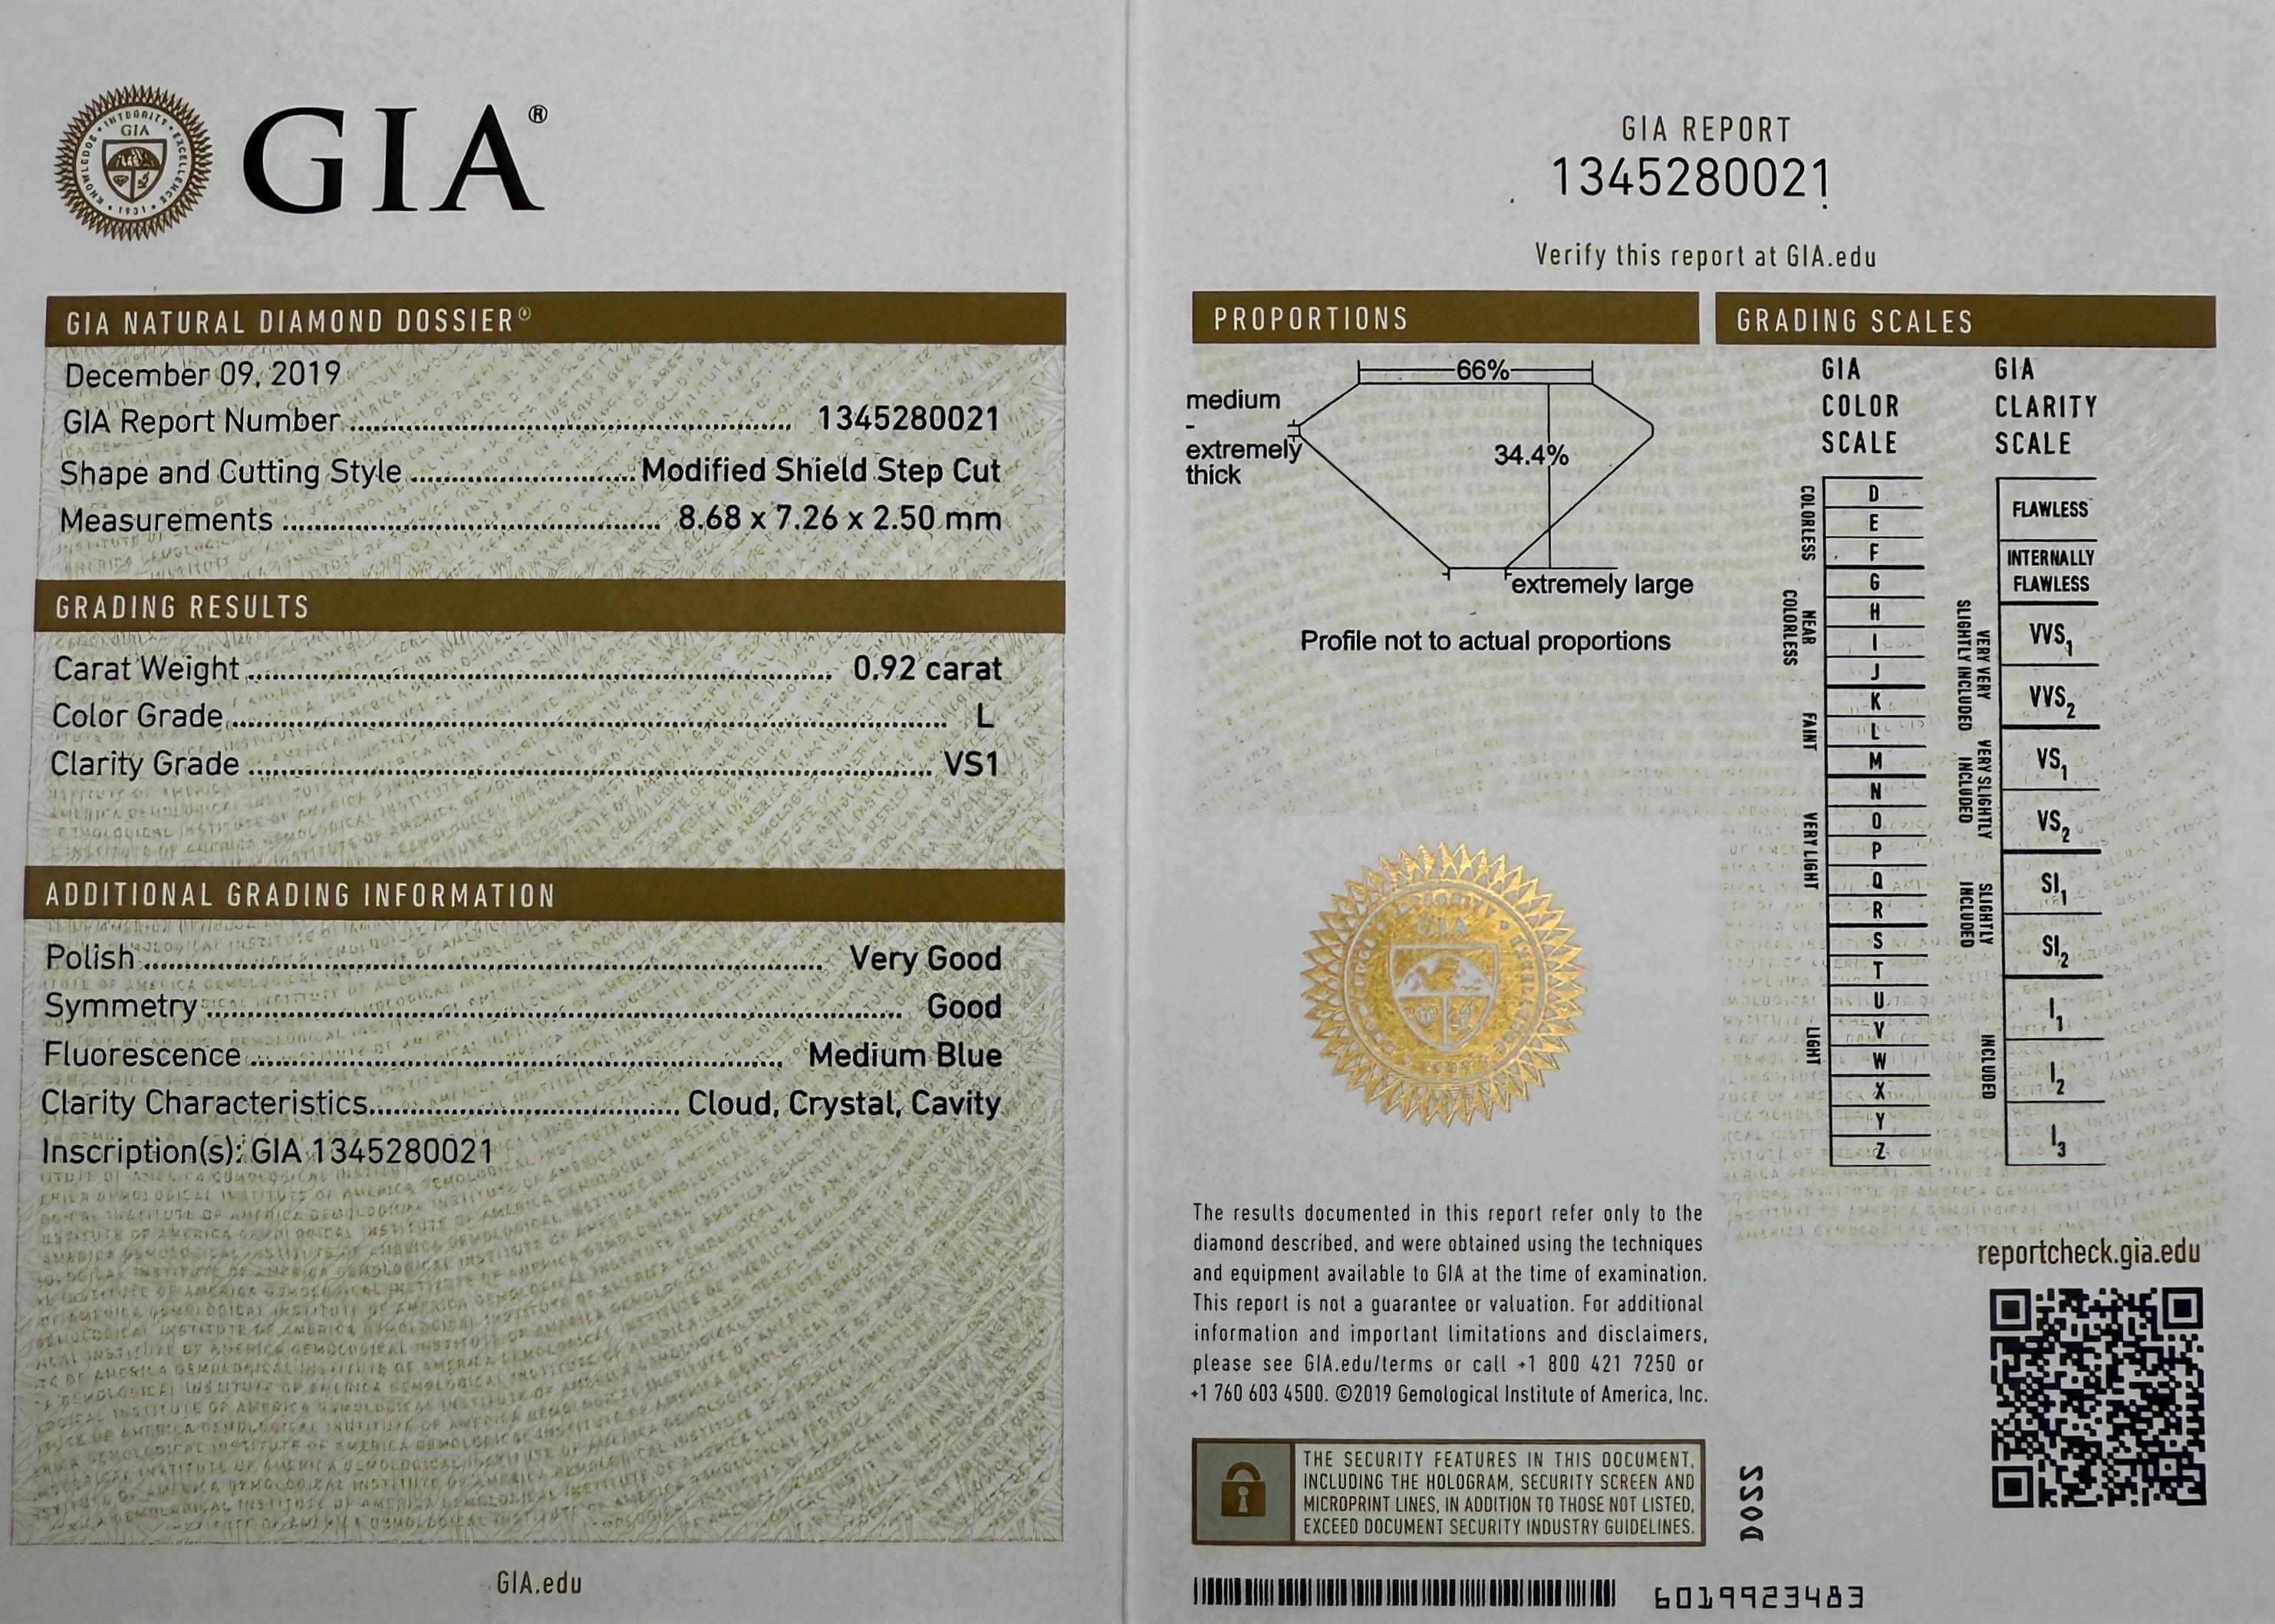 GIA®
GIA NATURAL DIAMOND DOSSIER®
December 09, 2019
GIA Report Number 1345280021
Shape and Cutting Style Modified Shield Step Cut
Measurements 8.68 x 7.26 x 2.50 mm
GRADING RESULTS
Carat Weight 0.92 carat
Color Grade L
Clarity Grade VS1
ADDITIONAL GRADING INFORMATION
Polish Very Good
Symmetry Good
Fluorescence Medium Blue
Clarity Characteristics Cloud, Crystal, Cavity
Inscription(s): GIA 1345280021
GIA.edu
GIA REPORT
1345280021
Verify this report at GIA.edu
PROPORTIONS
66%
medium
-
extremely
thick
34.4%
extremely large
Profile not to actual proportions
The results documented in this report refer only to the
diamond described, and were obtained using the techniques
and equipment available to GIA at the time of examination.
This report is not a guarantee or valuation. For additional
information and important limitations and disclaimers,
please see GIA.edu/terms or call +1 800 421 7250 or
+1 760 603 4500. ©2019 Gemological Institute of America, Inc.
THE SECURITY FEATURES IN THIS DOCUMENT,
INCLUDING THE HOLOGRAM, SECURITY SCREEN AND
MICROPRINT LINES, IN ADDITION TO THOSE NOT LISTED,
EXCEED DOCUMENT SECURITY INDUSTRY GUIDELINES.
6019923483
GRADING SCALES
GIA
COLOR
SCALE
COLORLESS
D
E
F
NEAR
COLORLESS
G
H
I
J
FAINT
K
L
M
VERY LIGHT
N
O
P
Q
R
LIGHT
S
T
U
V
W
X
Y
Z
GIA
CLARITY
SCALE
FLAWLESS
INTERNALLY
FLAWLESS
VERY VERY
SLIGHTLY INCLUDED
VVS1
VVS2
VERY SLIGHTLY
INCLUDED
VS1
VS2
SLIGHTLY
INCLUDED
SI1
SI2
INCLUDED
I1
I2
I3
reportcheck.gia.edu